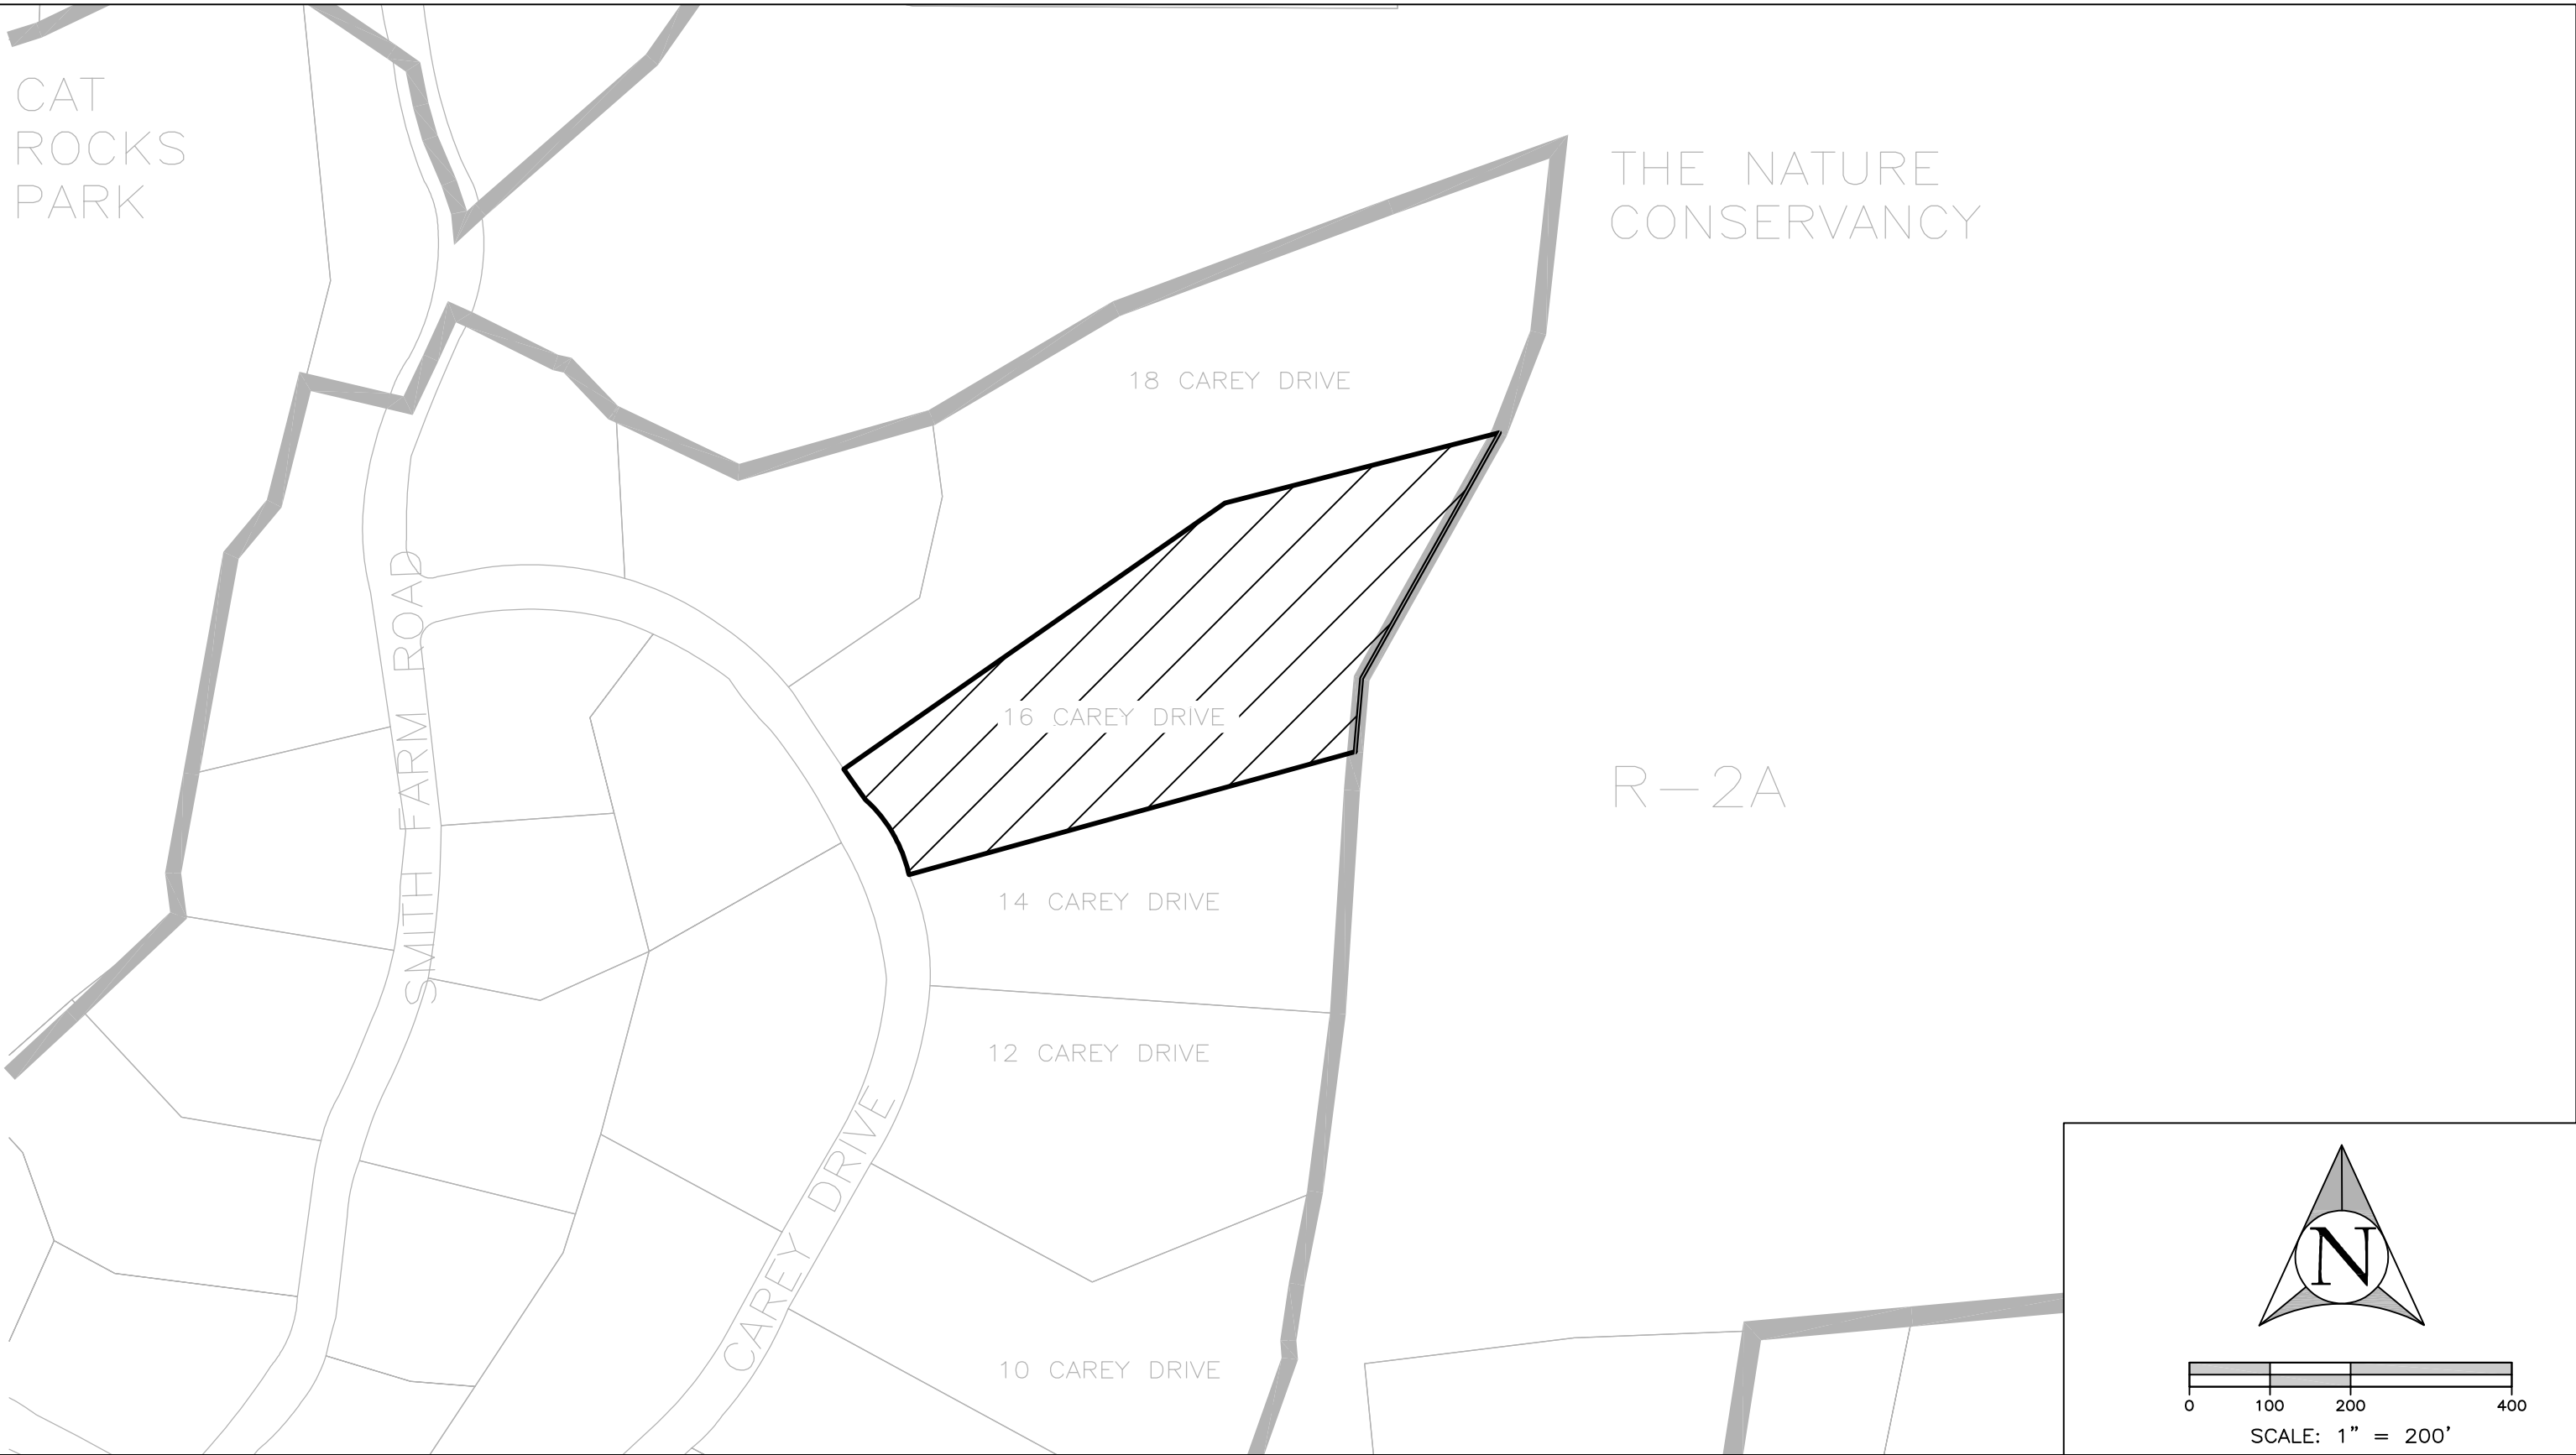 CAT
ROCKS
PARK
THE NATURE
CONSERVANCY
18 CAREY DRIVE
SMITH FARM ROAD
16 CAREY DRIVE
R-2A
14 CAREY DRIVE
12 CAREY DRIVE
CAREY DRIVE
10 CAREY DRIVE
N
0 100 200 400
SCALE: 1" = 200'